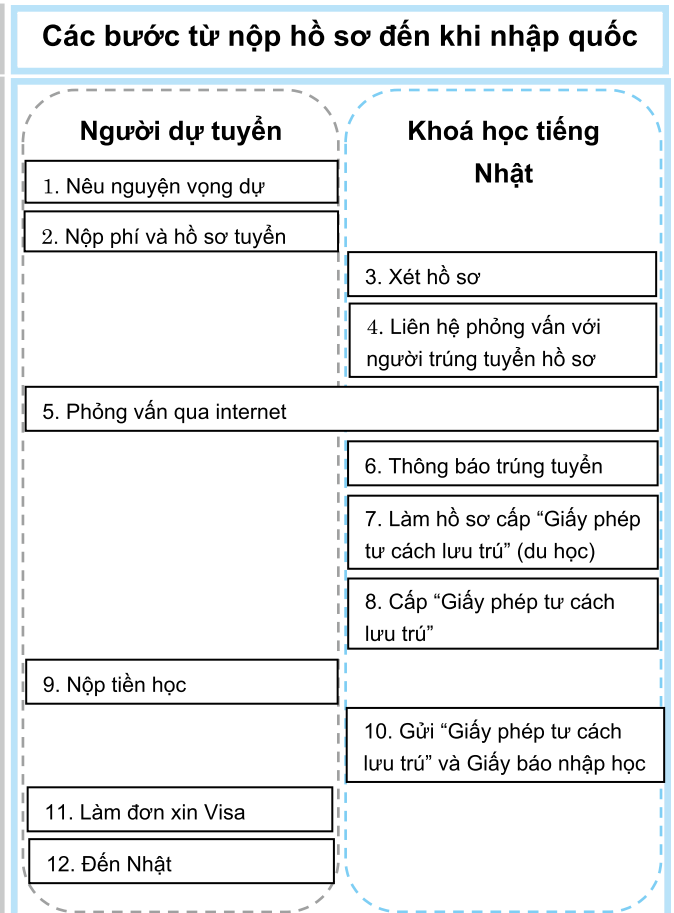 Các bước từ nộp hồ sơ đến khi nhập quốc
Người dự tuyển
Khoá học tiếng
Nhật
1. Nêu nguyện vọng dự
2. Nộp phí và hồ sơ tuyển
3. Xét hồ sơ
4. Liên hệ phỏng vấn với
người trúng tuyển hồ sơ
5. Phỏng vấn qua internet
6. Thông báo trúng tuyển
7. Làm hồ sơ cấp “Giấy phép
tư cách lưu trú” (du học)
8. Cấp “Giấy phép tư cách
lưu trú”
9. Nộp tiền học
10. Gửi “Giấy phép tư cách
lưu trú” và Giấy báo nhập học
11. Làm đơn xin Visa
12. Đến Nhật